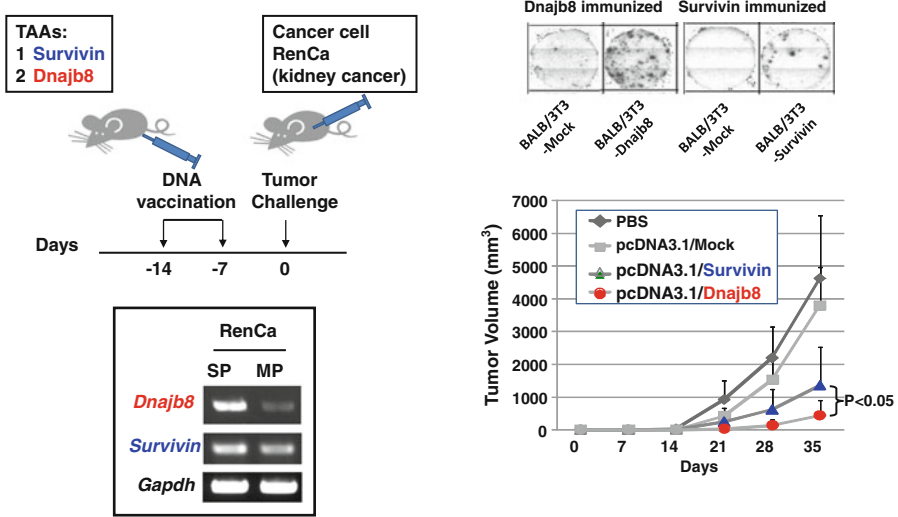 TAAs:
1 Survivin
2 Dnajb8
Cancer cell
RenCa
(kidney cancer)
DNA
vaccination
Tumor
Challenge
Days
-14 -7 0
RenCa
SP MP
Dnajb8
Survivin
Gapdh
Dnajb8 immunized Survivin immunized
BALB/3T3
-Mock
BALB/3T3
-Dnajb8
BALB/3T3
-Mock
BALB/3T3
-Survivin
Tumor Volume (mm³)
7000
6000
5000
4000
3000
2000
1000
0
PBS
pcDNA3.1/Mock
pcDNA3.1/Survivin
pcDNA3.1/Dnajb8
P<0.05
0 7 14 21 28 35
Days